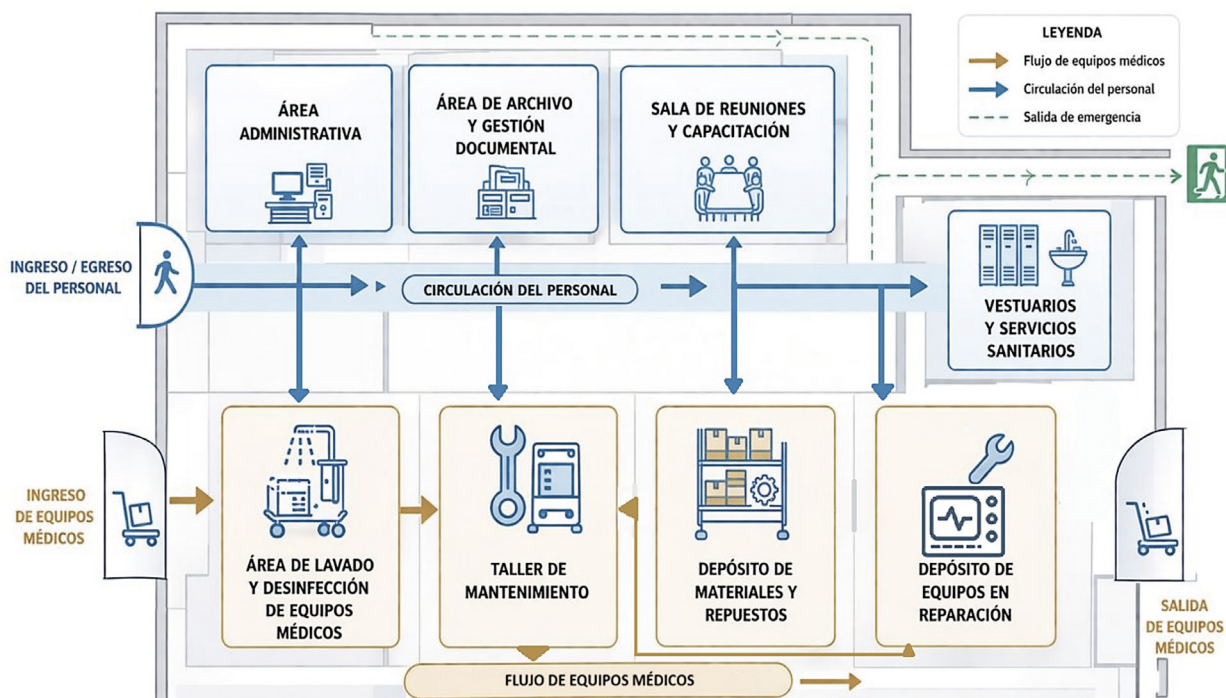 LEYENDA
Flujo de equipos médicos
Circulación del personal
Salida de emergencia
ÁREA
ADMINISTRATIVA
ÁREA DE ARCHIVO
Y GESTIÓN
DOCUMENTAL
SALA DE REUNIONES
Y CAPACITACIÓN
INGRESO / EGRESO
DEL PERSONAL
CIRCULACIÓN DEL PERSONAL
VESTUARIOS
Y SERVICIOS
SANITARIOS
INGRESO
DE EQUIPOS
MÉDICOS
ÁREA DE LAVADO
Y DESINFECCIÓN
DE EQUIPOS
MÉDICOS
TALLER DE
MANTENIMIENTO
DEPÓSITO DE
MATERIALES Y
REPUESTOS
DEPÓSITO DE
EQUIPOS EN
REPARACIÓN
SALIDA
DE EQUIPOS
MÉDICOS
FLUJO DE EQUIPOS MÉDICOS